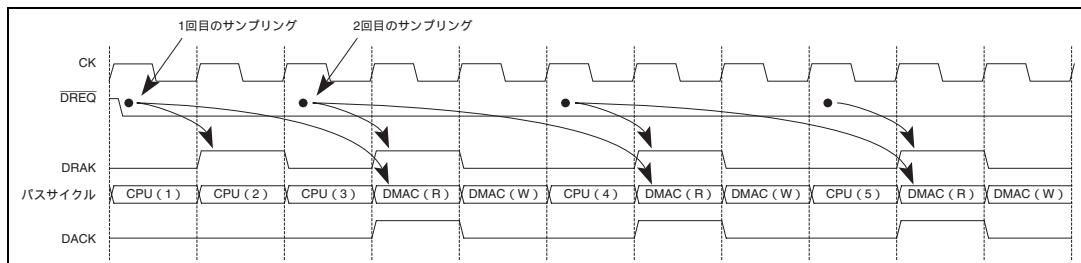 1回目のサンプリング
2回目のサンプリング
CK
DREQ
DRAK
バスサイクル
CPU(1)
CPU(2)
CPU(3)
DMAC(R)
DMAC(W)
CPU(4)
DMAC(R)
DMAC(W)
CPU(5)
DMAC(R)
DMAC(W)
DACK